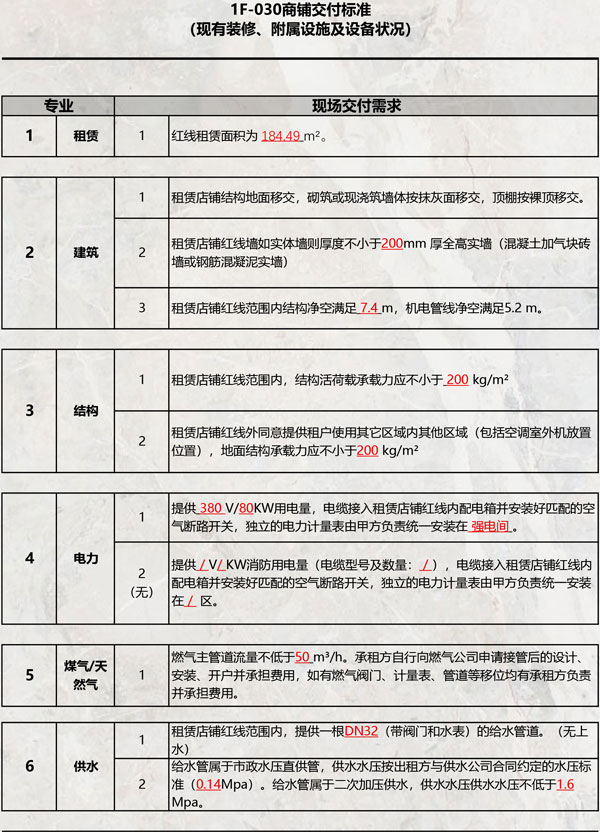 1F-030商铺交付标准
（现有装修、附属设施及设备状况）
专业 现场交付需求
1 租赁 1 红线租赁面积为 184.49 m²。
2 建筑
1 租赁店铺结构地面移交，砌筑或现浇筑墙体按抹灰面移交，顶棚按裸顶移交。
2 租赁店铺红线墙如实体墙则厚度不小于200mm 厚全高实墙（混凝土加气块砖
墙或钢筋混凝泥实墙）
3 租赁店铺红线范围内结构净空满足 7.4 m，机电管线净空满足5.2 m。
3 结构
1 租赁店铺红线范围内，结构活荷载承载力应不小于 200 kg/m²
2 租赁店铺红线外同意提供租户使用其它区域内其他区域（包括空调室外机放置
位置），地面结构承载力应不小于200 kg/m²
4 电力
1 提供 380 V/80KW用电量，电缆接入租赁店铺红线内配电箱并安装好匹配的空
气断路开关，独立的电力计量表由甲方负责统一安装在 强电间 。
2
（无）
提供 / V/ KW消防用电量（电缆型号及数量： / ），电缆接入租赁店铺红线内
配电箱并安装好匹配的空气断路开关，独立的电力计量表由甲方负责统一安装
在 / 区。
5 煤气/天
然气
1 燃气主管道流量不低于50 m³/h。承租方自行向燃气公司申请接管后的设计、
安装、开户并承担费用，如有燃气阀门、计量表、管道等移位均有承租方负责
并承担费用。
6 供水
1 租赁店铺红线范围内，提供一根DN32（带阀门和水表）的给水管道。（无上
水）
2 给水管属于市政水压直供管，供水水压按出租方与供水公司合同约定的水压标
准（0.14Mpa）。给水管属于二次加压供水，供水水压供水水压不低于1.6
Mpa。